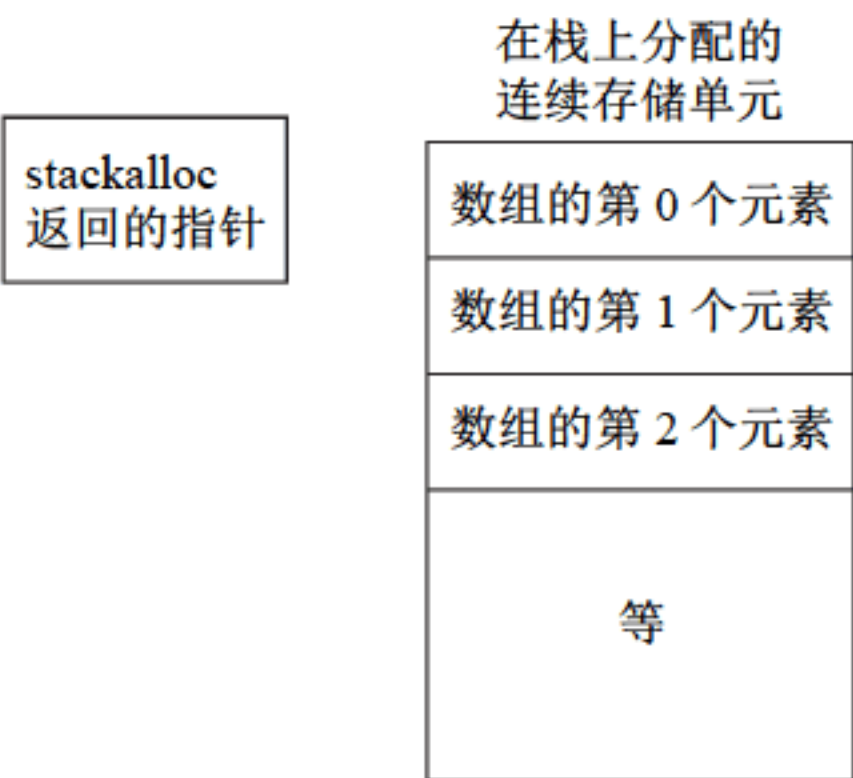 在栈上分配的
连续存储单元
stackalloc
返回的指针
数组的第 0 个元素
数组的第 1 个元素
数组的第 2 个元素
等